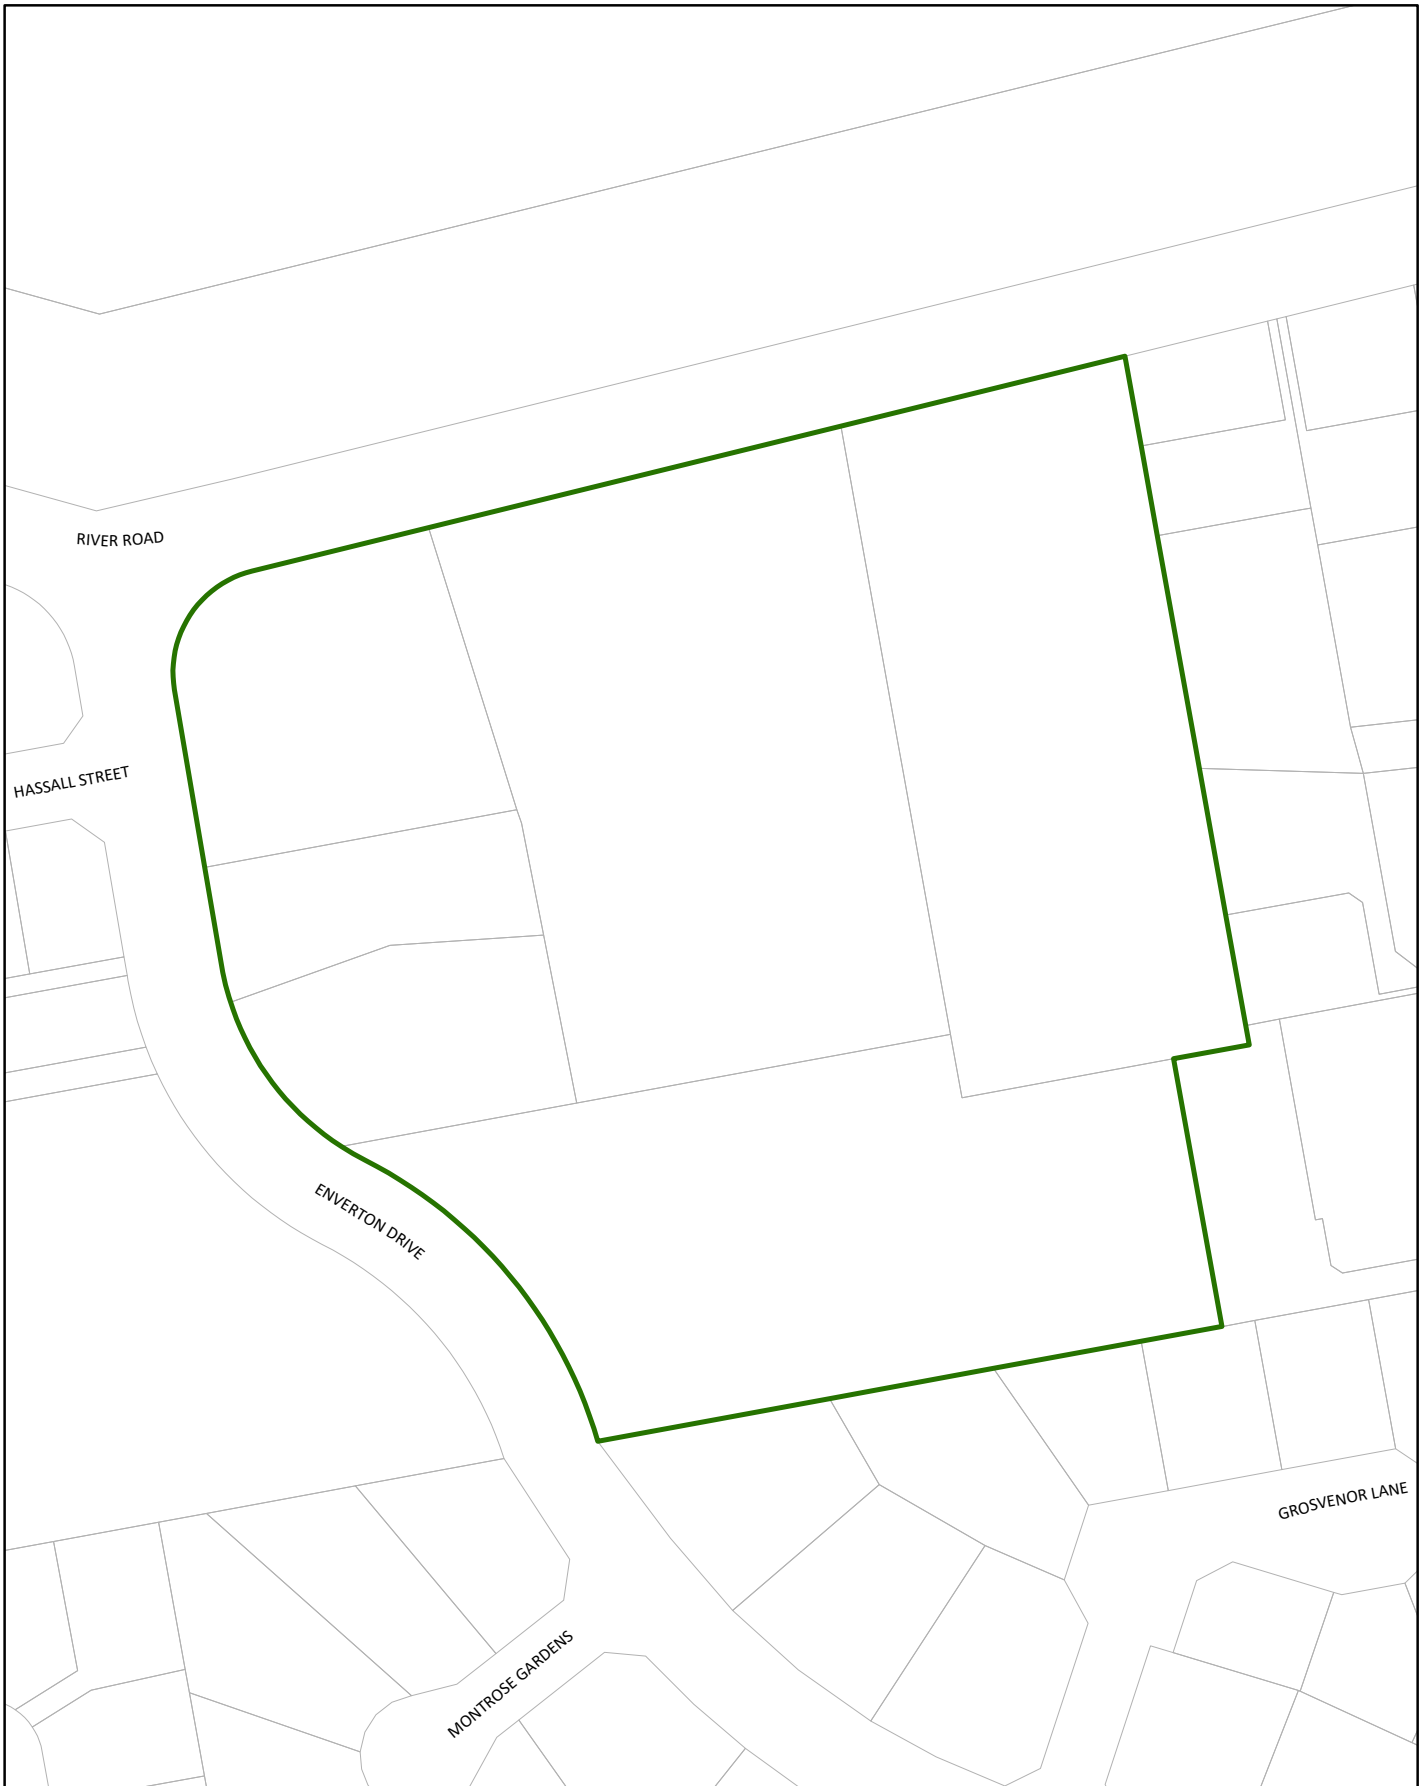 RIVER ROAD
HASSALL STREET
ENVERTON DRIVE
GROSVENOR LANE
MONTROSE GARDENS